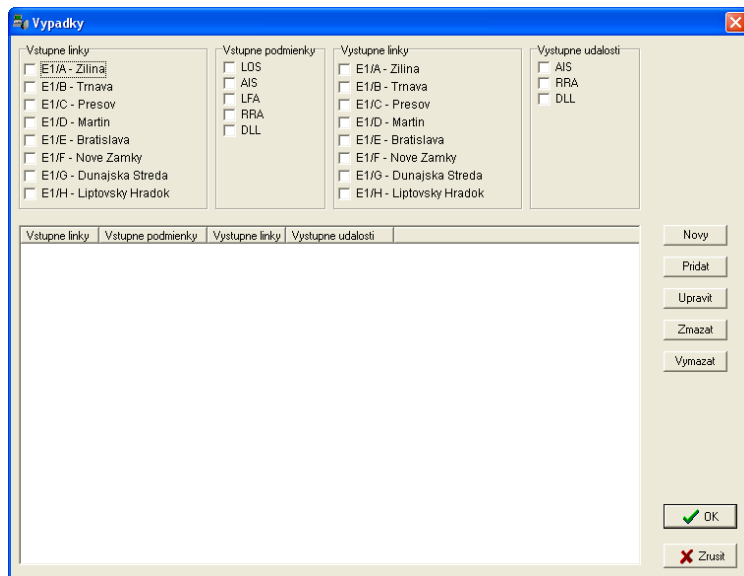 Vypadky
Vstupne linky
E1/A - Zilina
E1/B - Trnava
E1/C - Presov
E1/D - Martin
E1/E - Bratislava
E1/F - Nove Zamky
E1/G - Dunajska Streda
E1/H - Liptovsky Hradok
Vstupne podmienky
LOS
AIS
LFA
RRA
DLL
Vystupne linky
E1/A - Zilina
E1/B - Trnava
E1/C - Presov
E1/D - Martin
E1/E - Bratislava
E1/F - Nove Zamky
E1/G - Dunajska Streda
E1/H - Liptovsky Hradok
Vystupne udalosti
AIS
RRA
DLL
Vstupne linky Vstupne podmienky Vystupne linky Vystupne udalosti
Novy
Pridat
Upravit
Zmazat
Vymazat
OK
Zrusit